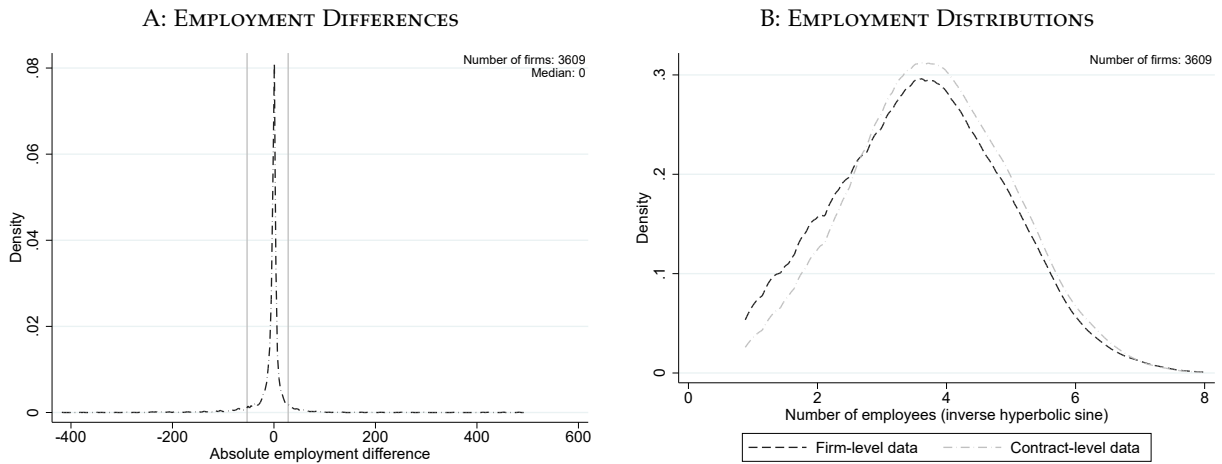 A: Employment Differences
Number of firms: 3609
Median: 0
.08
.06
.04
.02
0
Density
-400 -200 0 200 400 600
Absolute employment difference
B: Employment Distributions
Number of firms: 3609
.3
.2
.1
0
Density
0 2 4 6 8
Number of employees (inverse hyperbolic sine)
Firm-level data Contract-level data